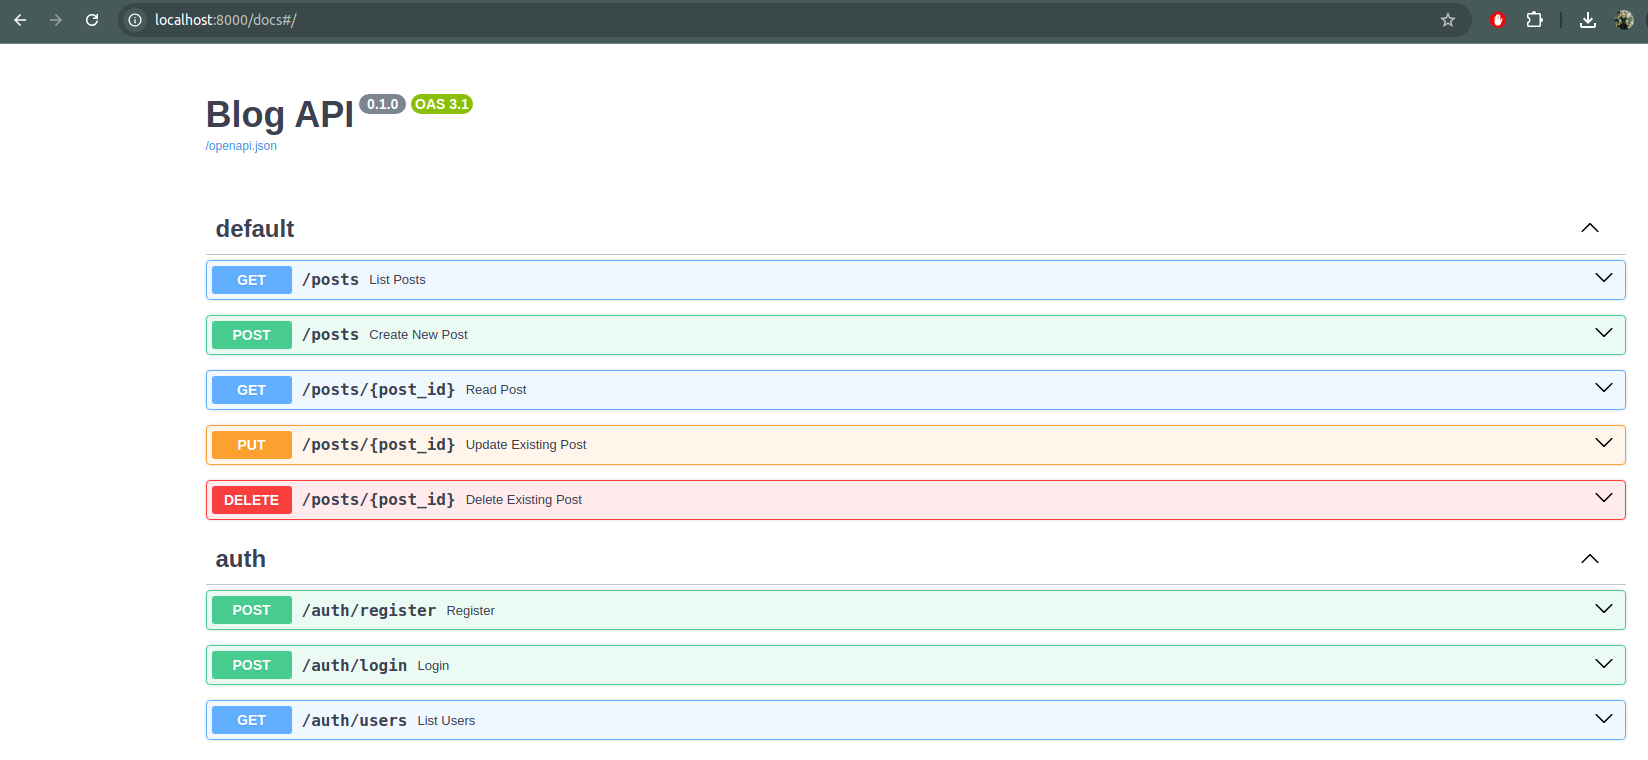 localhost:8000/docs#/
Blog API 0.1.0 OAS 3.1
/openapi.json
default
GET /posts List Posts
POST /posts Create New Post
GET /posts/{post_id} Read Post
PUT /posts/{post_id} Update Existing Post
DELETE /posts/{post_id} Delete Existing Post
auth
POST /auth/register Register
POST /auth/login Login
GET /auth/users List Users